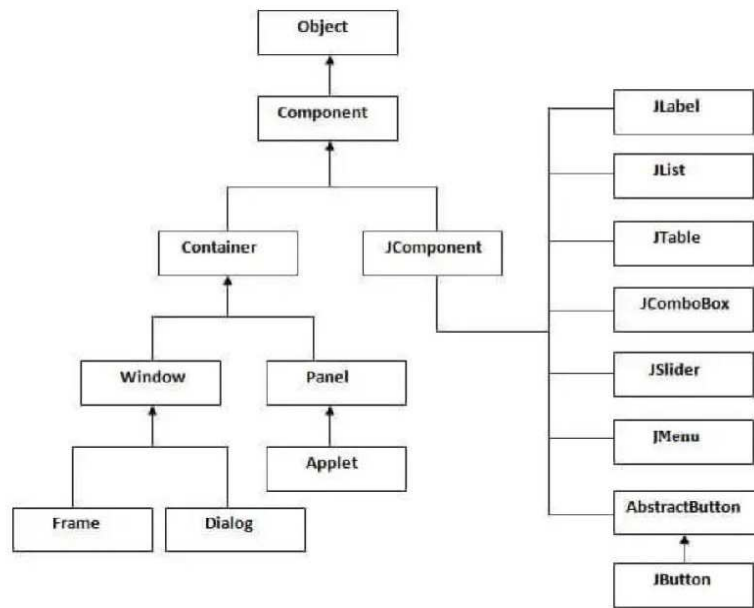 Object
Component
Container
JComponent
Window
Panel
Applet
Frame
Dialog
JLabel
JList
JTable
JComboBox
JSlider
JMenu
AbstractButton
JButton